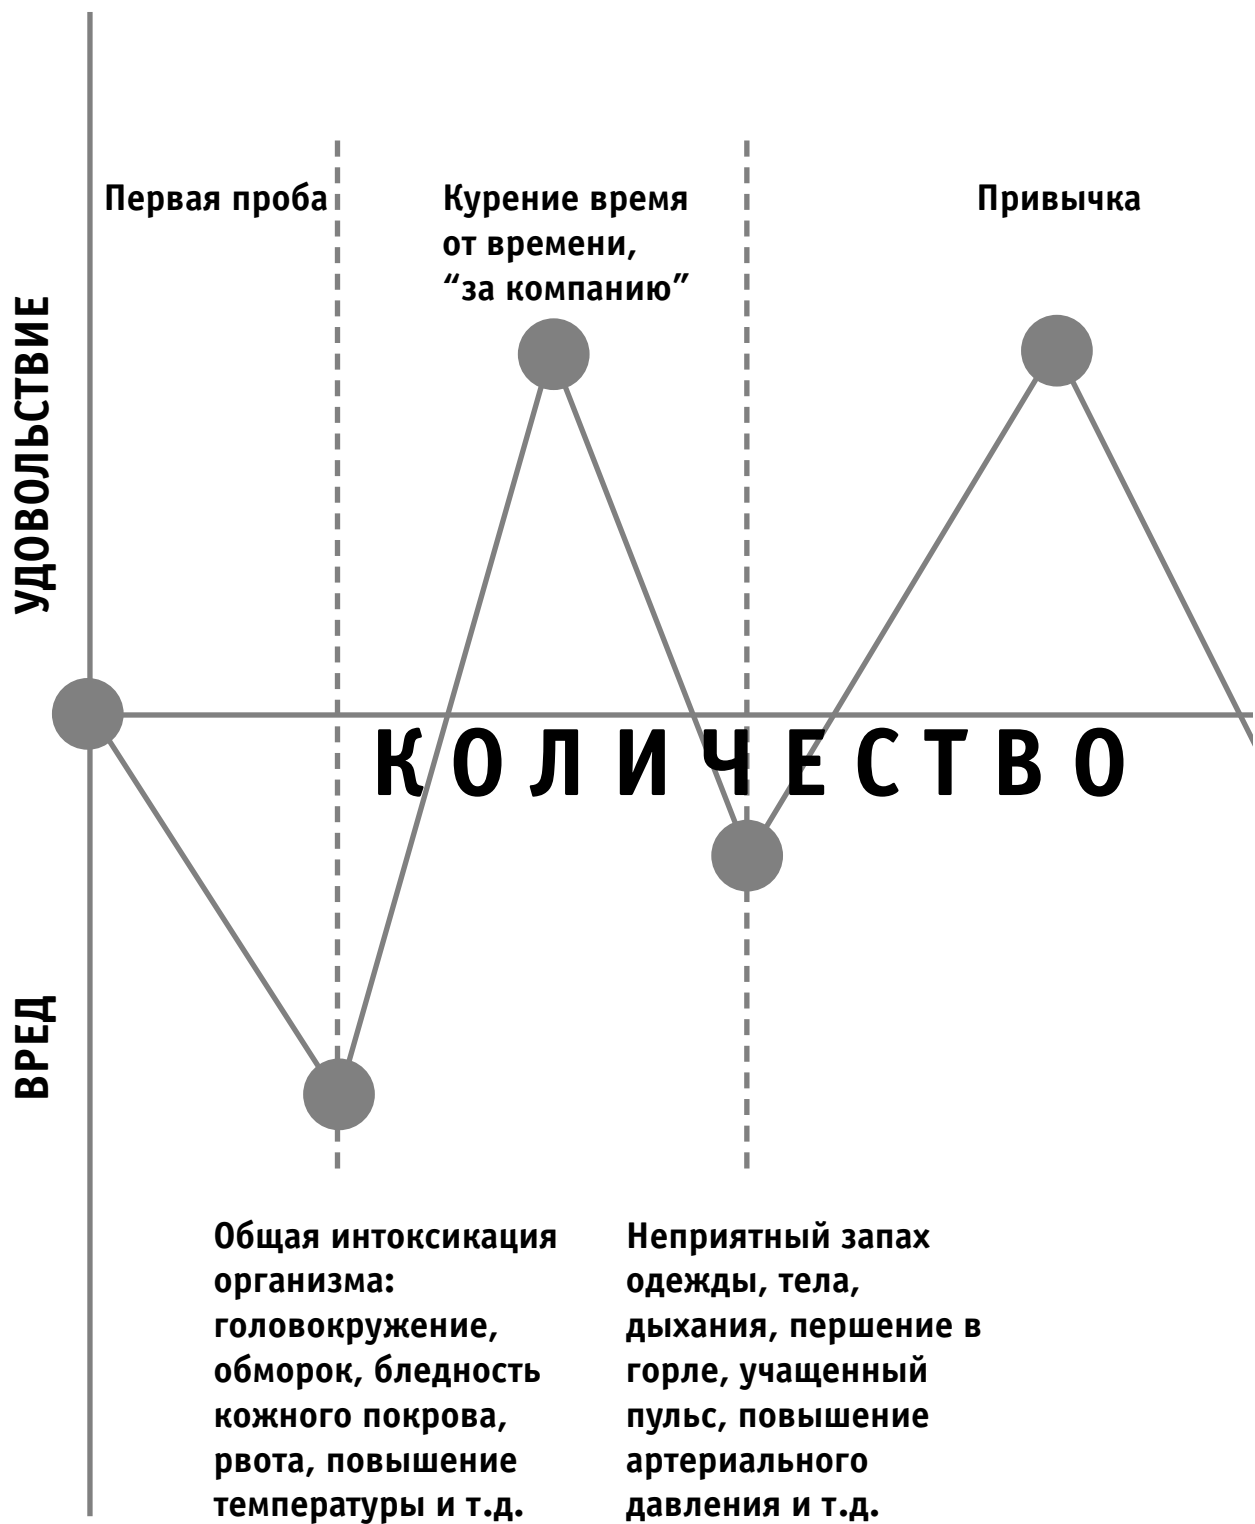 Первая проба
Курение время
от времени,
“за компанию”
Привычка
УДОВОЛЬСТВИЕ
КОЛИЧЕСТВО
ВРЕД
Общая интоксикация
организма:
головокружение,
обморок, бледность
кожного покрова,
рвота, повышение
температуры и т.д.
Неприятный запах
одежды, тела,
дыхания, першение в
горле, учащенный
пульс, повышение
артериального
давления и т.д.